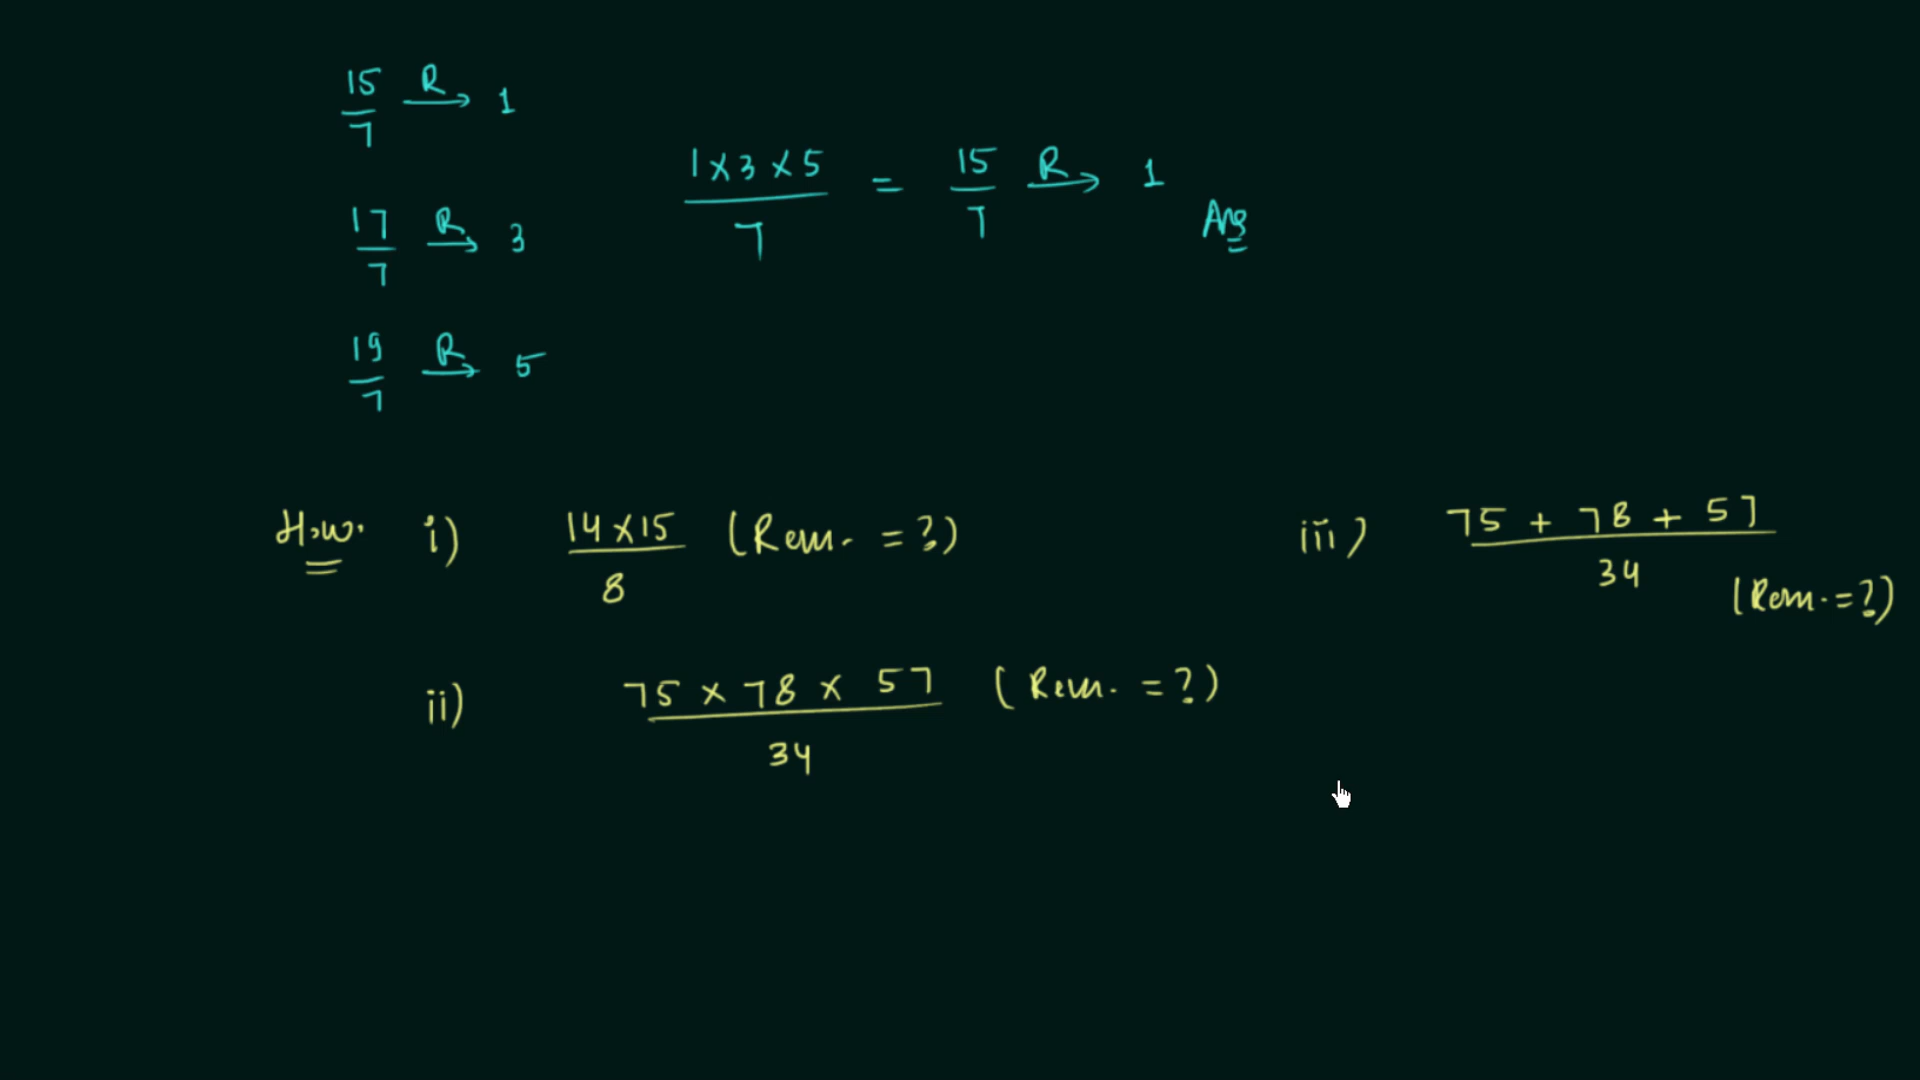 15/7 R→ 1
17/7 R→ 3
19/7 R→ 5
1×3×5/7 = 15/7 R→ 1
Ans
H.w. i) 14×15/8 (Rem. = ?)
ii) 75 × 78 × 57/34 (Rem. = ?)
iii) 75 + 78 + 57/34 (Rem. = ?)